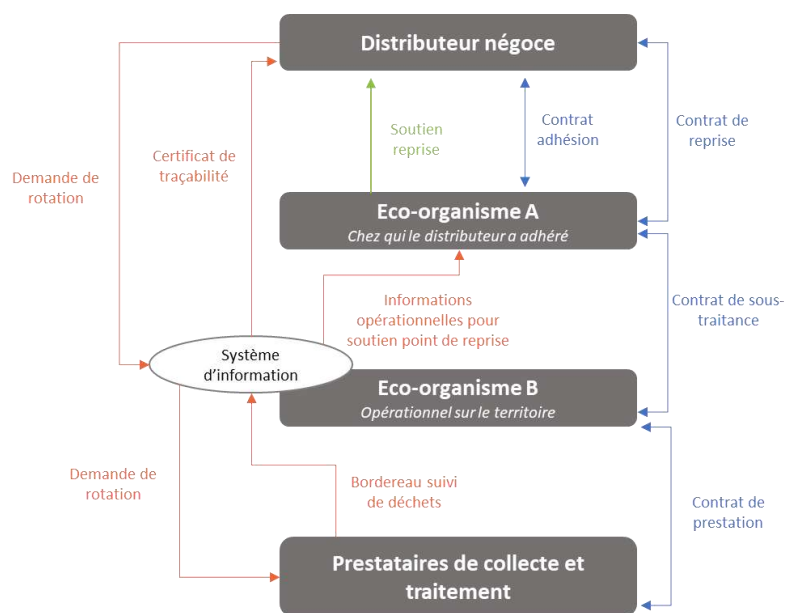 Distributeur négoce
Soutien
reprise
Contrat
adhésion
Contrat de
reprise
Certificat de
traçabilité
Demande de
rotation
Eco-organisme A
Chez qui le distributeur a adhéré
Informations
opérationnelles pour
soutien point de reprise
Contrat de sous-
traitance
Système
d'information
Eco-organisme B
Opérationnel sur le territoire
Demande de
rotation
Bordereau suivi
de déchets
Contrat de
prestation
Prestataires de collecte et
traitement